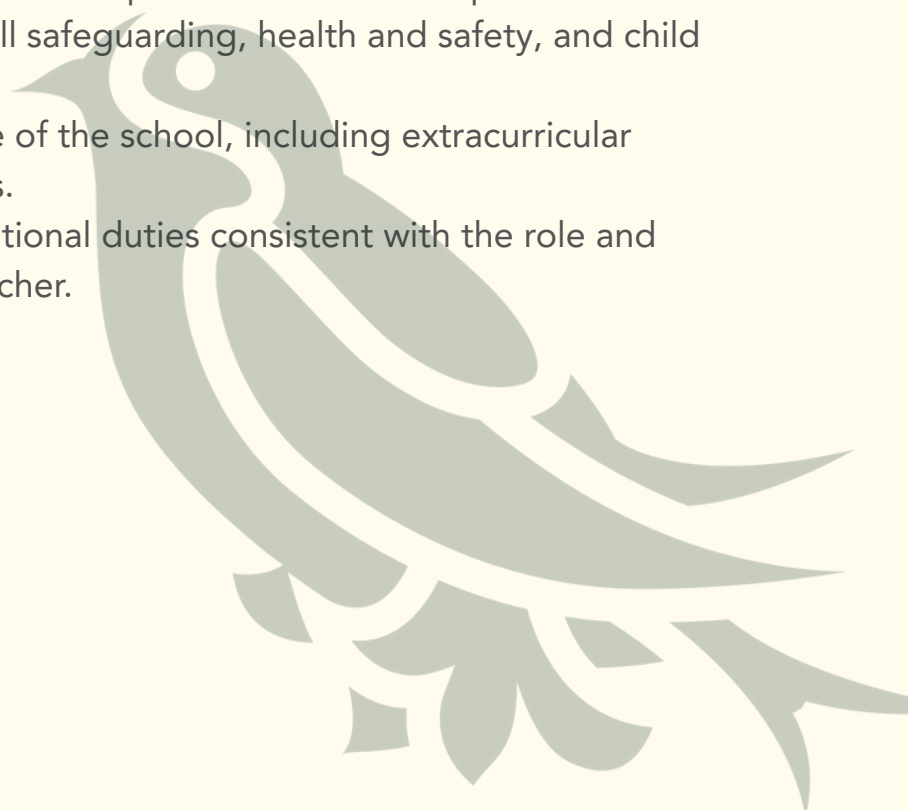 ll safeguarding, health and safety, and child
e of the school, including extracurricular
s.
tional duties consistent with the role and
cher.